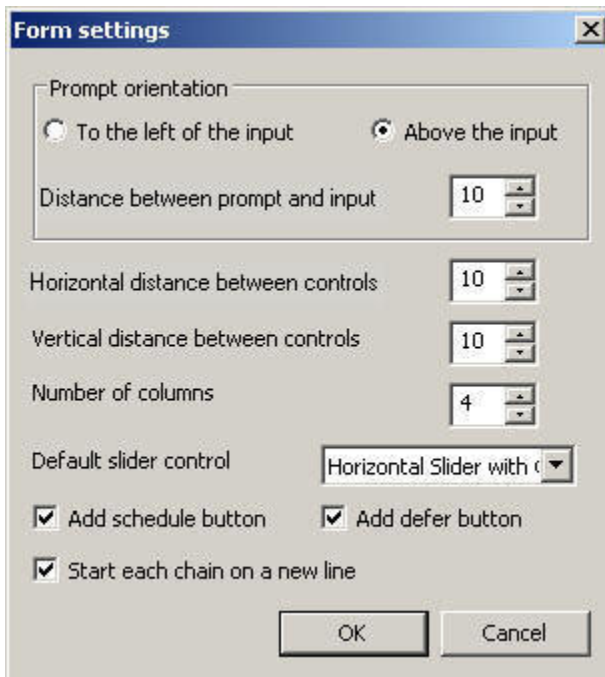 Form settings
Prompt orientation
To the left of the input
Above the input
Distance between prompt and input
10
Horizontal distance between controls
10
Vertical distance between controls
10
Number of columns
4
Default slider control
Horizontal Slider with
Add schedule button
Add defer button
Start each chain on a new line
OK
Cancel